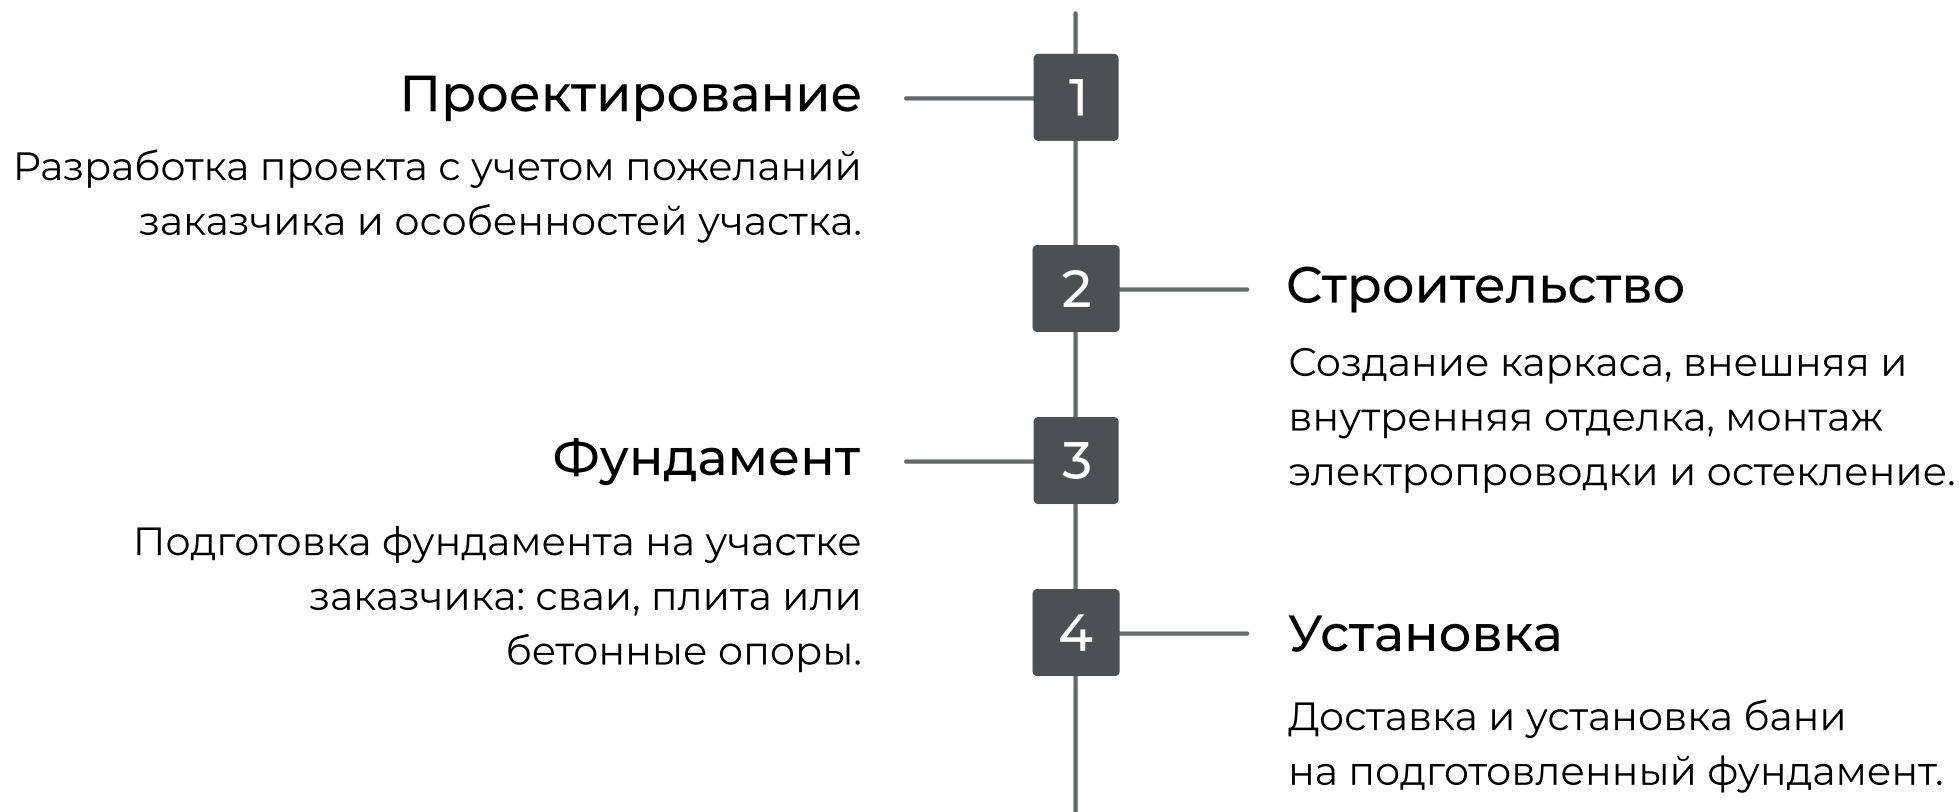 1
Проектирование
Разработка проекта с учетом пожеланий
заказчика и особенностей участка.
2
Строительство
Создание каркаса, внешняя и
внутренняя отделка, монтаж
электропроводки и остекление.
3
Фундамент
Подготовка фундамента на участке
заказчика: сваи, плита или
бетонные опоры.
4
Установка
Доставка и установка бани
на подготовленный фундамент.